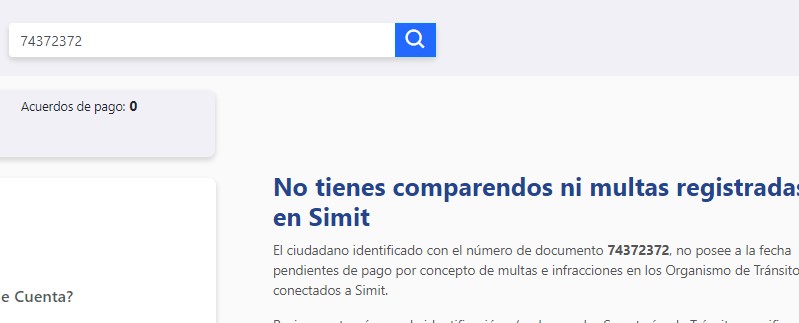 74372372
Acuerdos de pago: 0
No tienes comparendos ni multas registradas
en Simit
El ciudadano identificado con el número de documento 74372372, no posee a la fecha
pendientes de pago por concepto de multas e infracciones en los Organismo de Tránsito
conectados a Simit.
e Cuenta?